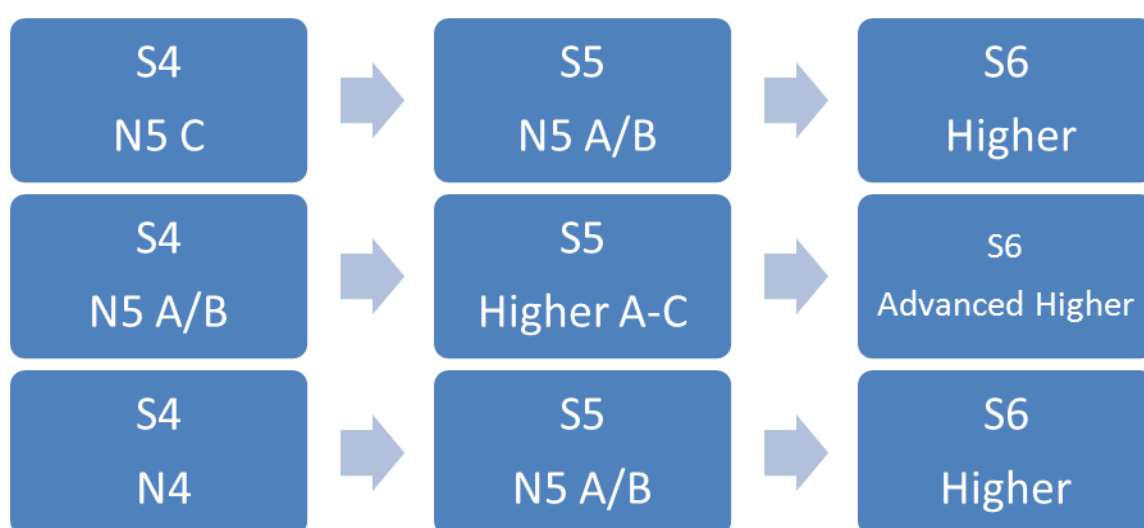 S4
N5 C
S5
N5 A/B
S6
Higher
S4
N5 A/B
S5
Higher A-C
S6
Advanced Higher
S4
N4
S5
N5 A/B
S6
Higher